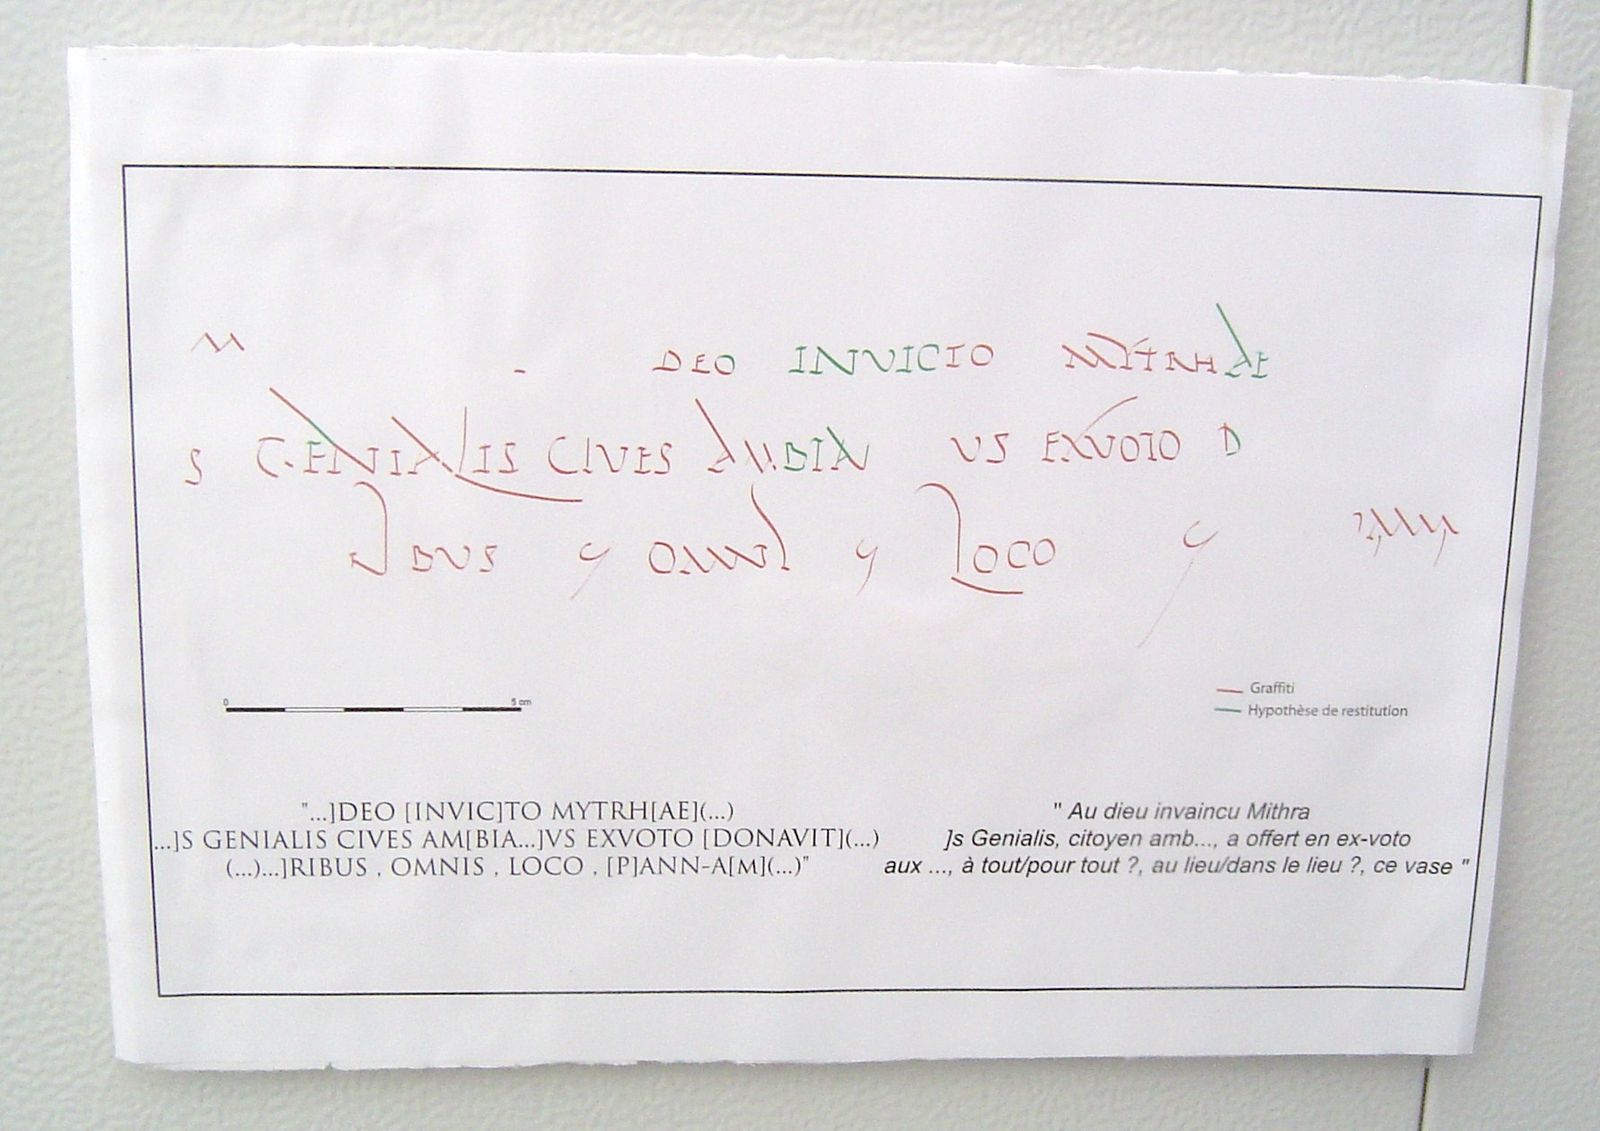 M - DEO INVICTO MYTRHAE
S GENIALIS CIVES AMBIA VS EXVOTO D
BUS OMNI LOCO
0 5 cm
Graffiti
Hypothèse de restitution
"...]DEO [INVIC]TO MYTRH[AE](...)
...]S GENIALIS CIVES AM[BIA...]VS EXVOTO [DONAVIT](...)
(...)...]RIBUS , OMNIS , LOCO , [P]ANN-A[M](...)"
" Au dieu invaincu Mithra
]s Genialis, citoyen amb..., a offert en ex-voto
aux ..., à tout/pour tout ?, au lieu/dans le lieu ?, ce vase "